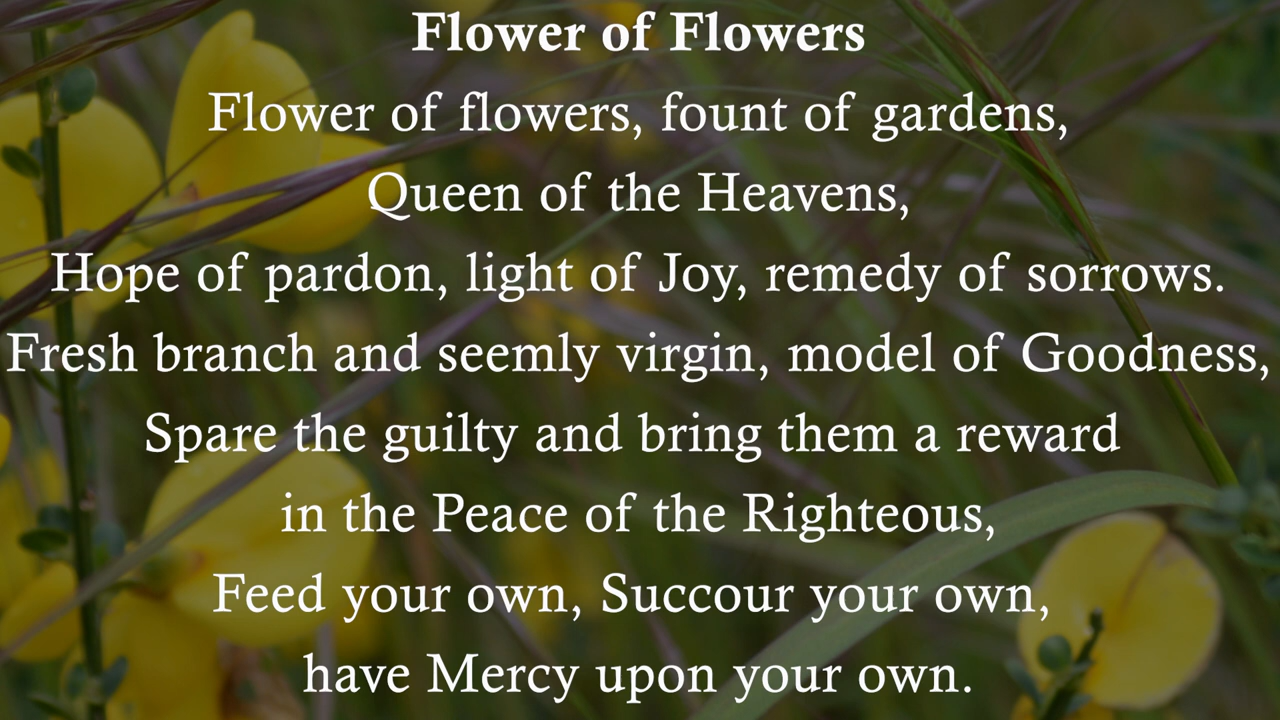 Flower of Flowers
Flower of flowers, fount of gardens,
Queen of the Heavens,
Hope of pardon, light of Joy, remedy of sorrows.
Fresh branch and seemly virgin, model of Goodness,
Spare the guilty and bring them a reward
in the Peace of the Righteous,
Feed your own, Succour your own,
have Mercy upon your own.